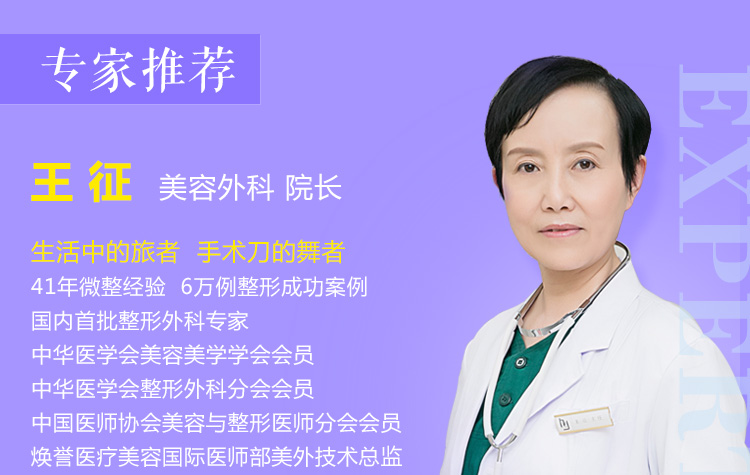 专家推荐
王征 美容外科 院长
生活中的旅者 手术刀的舞者
41年微整经验 6万例整形成功案例
国内首批整形外科专家
中华医学会美容美学学会会员
中华医学会整形外科分会会员
中国医师协会美容与整形医师分会会员
焕誉医疗美容国际医师部美外技术总监
EXPERT